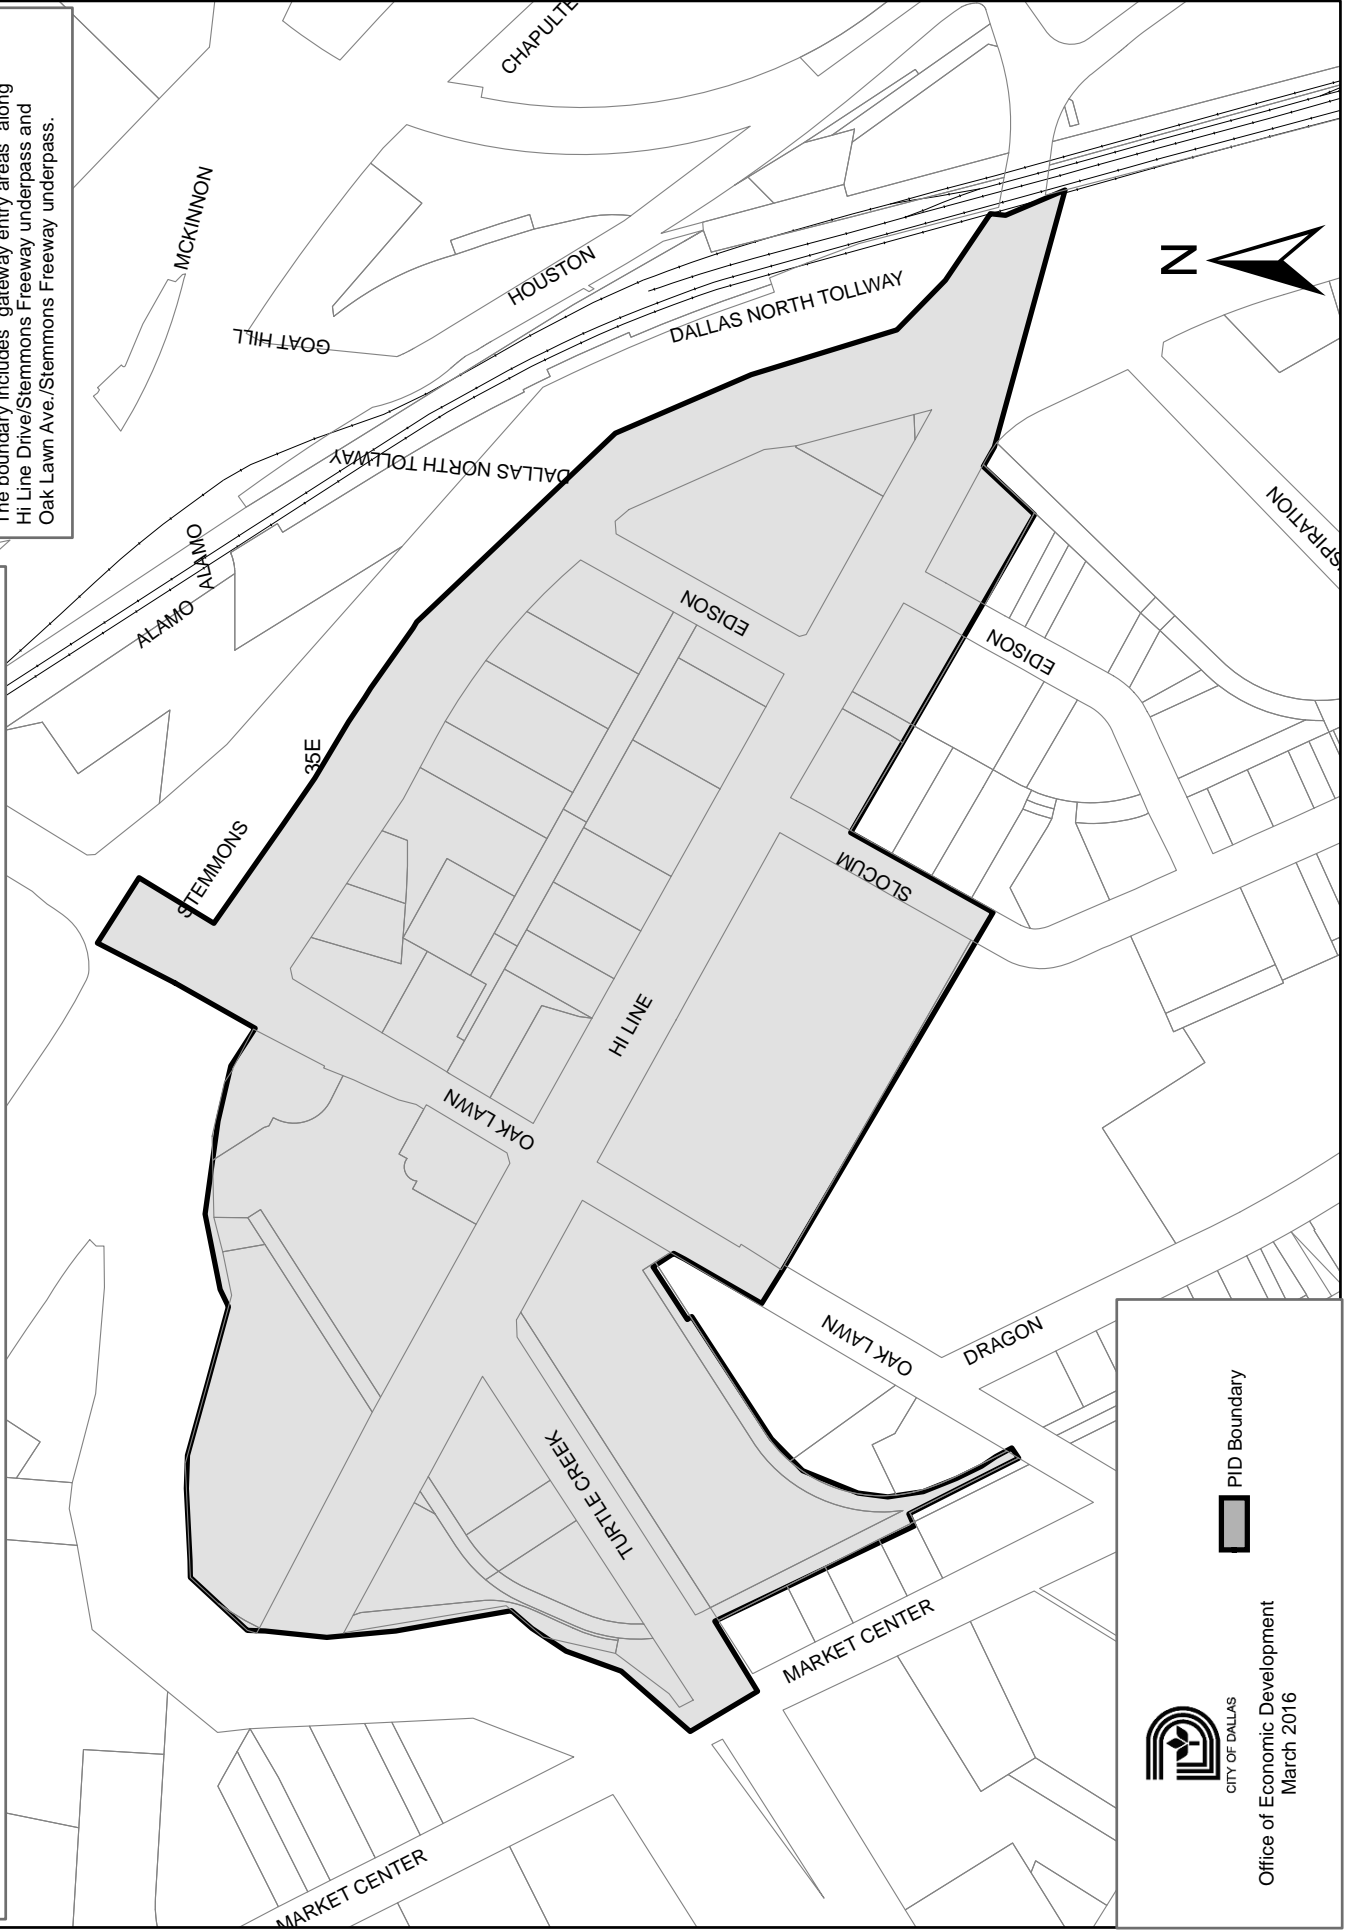 The boundary includes gateway entry areas along
Hi Line Drive/Stemmons Freeway underpass and
Oak Lawn Ave./Stemmons Freeway underpass.
MCKINNON
GOAT HILL
HOUSTON
DALLAS NORTH TOLLWAY
DALLAS NORTH TOLLWAY
ALAMO
ALAMO
35E
STEMMONS
EDISON
EDISON
SLOCUM
HI LINE
OAK LAWN
OAK LAWN
DRAGON
TURTLE CREEK
MARKET CENTER
MARKET CENTER
N
PID Boundary
CITY OF DALLAS
Office of Economic Development
March 2016